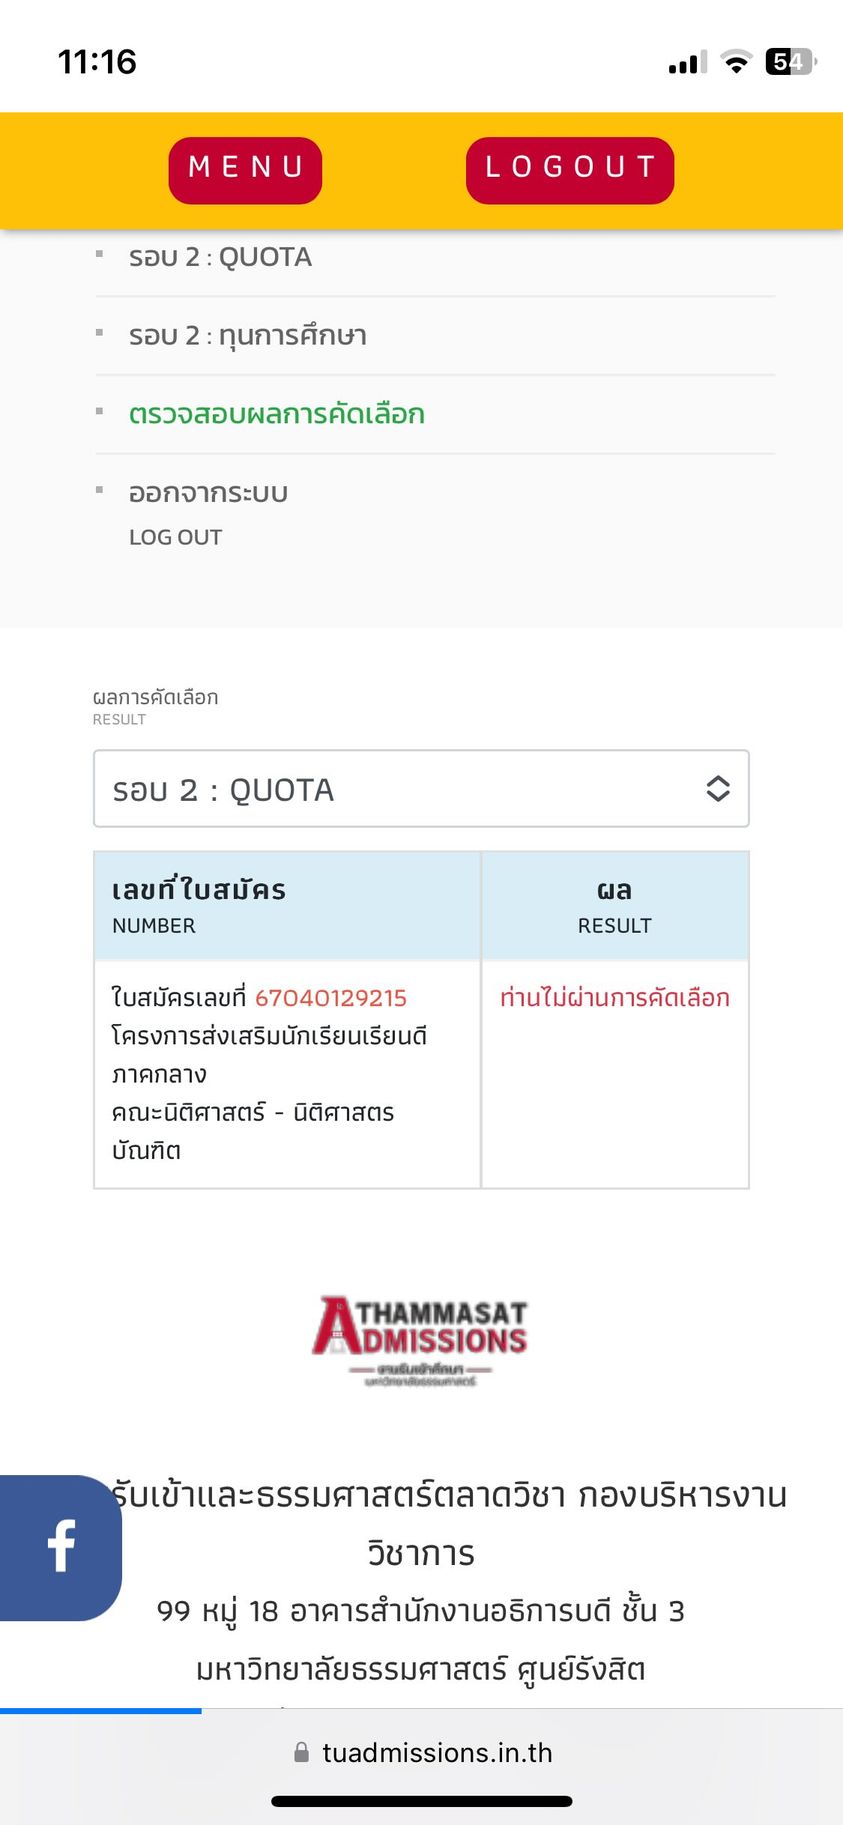 11:16
54
MENU
LOGOUT
รอบ 2 : QUOTA
รอบ 2 : ทุนการศึกษา
ตรวจสอบผลการคัดเลือก
ออกจากระบบ
LOG OUT
ผลการคัดเลือก
RESULT
รอบ 2 : QUOTA
เลขที่ใบสมัคร
NUMBER
ผล
RESULT
ใบสมัครเลขที่ 67040129215
โครงการส่งเสริมนักเรียนเรียนดี
ภาคกลาง
คณะนิติศาสตร์ - นิติศาสตร
บัณฑิต
ท่านไม่ผ่านการคัดเลือก
THAMMASAT
ADMISSIONS
งานรับเข้าศึกษา
มหาวิทยาลัยธรรมศาสตร์
รับเข้าและธรรมศาสตร์ตลาดวิชา กองบริหารงาน
วิชาการ
99 หมู่ 18 อาคารสำนักงานอธิการบดี ชั้น 3
มหาวิทยาลัยธรรมศาสตร์ ศูนย์รังสิต
f
tuadmissions.in.th